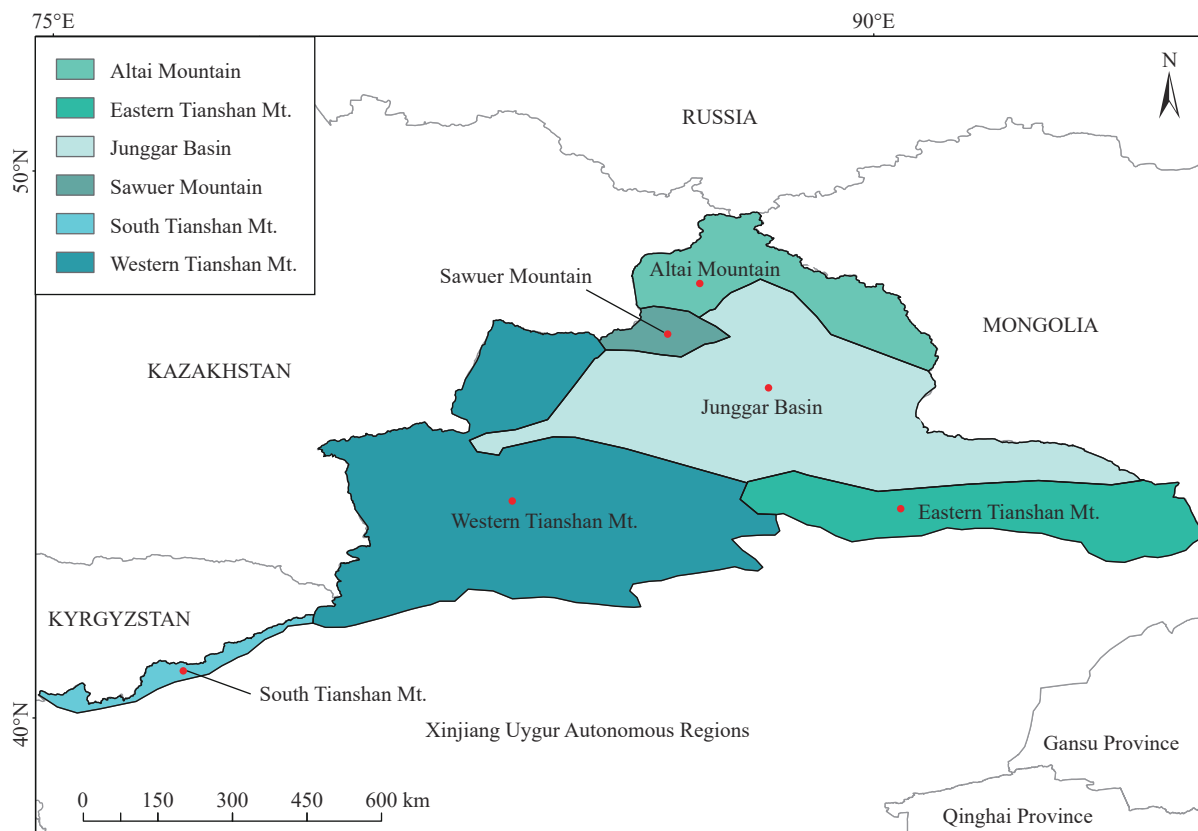 75°E
90°E
Altai Mountain
Eastern Tianshan Mt.
Junggar Basin
Sawuer Mountain
South Tianshan Mt.
Western Tianshan Mt.
N
RUSSIA
50°N
Altai Mountain
Sawuer Mountain
MONGOLIA
KAZAKHSTAN
Junggar Basin
Western Tianshan Mt.
Eastern Tianshan Mt.
KYRGYZSTAN
South Tianshan Mt.
40°N
Xinjiang Uygur Autonomous Regions
Gansu Province
0 150 300 450 600 km
Qinghai Province